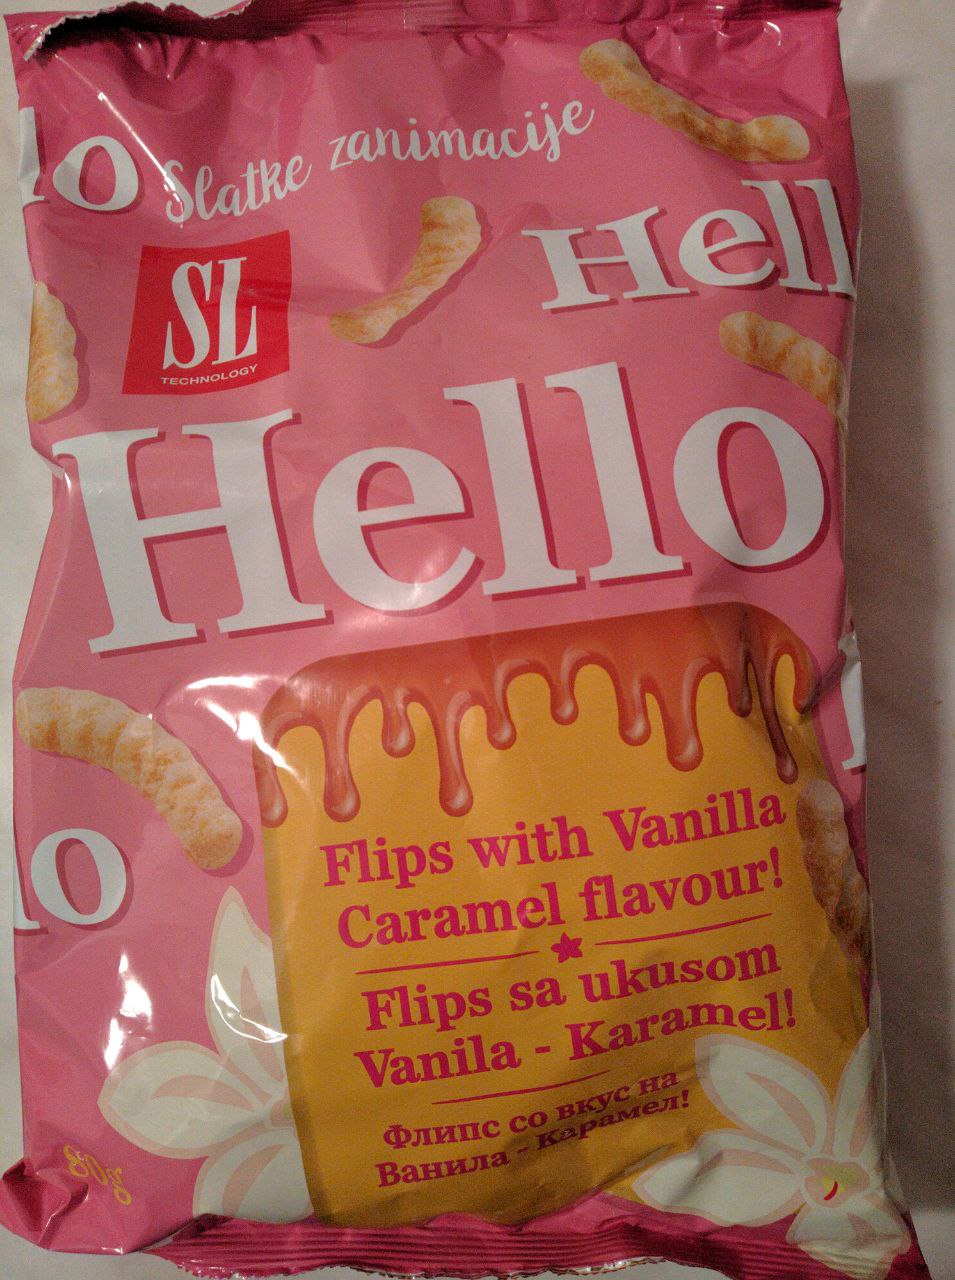 Slatke zanimacije
lo
Hell
SL
TECHNOLOGY
Hello
lo
Flips with Vanilla
Caramel flavour!
Flips sa ukusom
Vanila - Karamel!
Флипс со вкус на
Ванила - Карамел!
80g